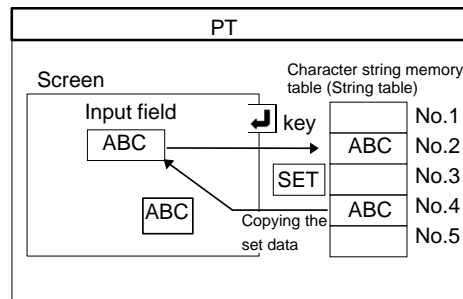 PT
Screen
Character string memory
table (String table)
Input field
key
No.1
ABC
ABC
No.2
SET
No.3
ABC
ABC
No.4
Copying the
set data
No.5